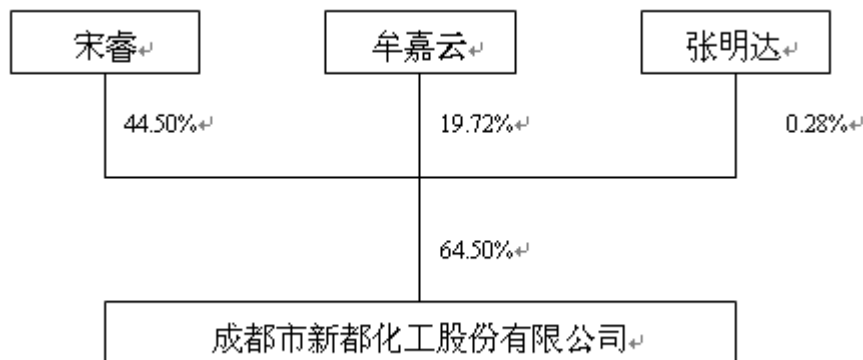 宋睿
牟嘉云
张明达
44.50%
19.72%
0.28%
64.50%
成都市新都化工股份有限公司